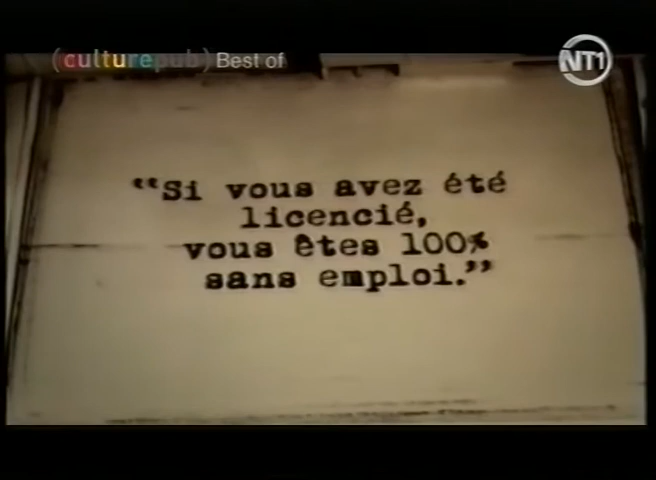 (culturepub) Best of
NT1
“Si vous avez été
licencié,
vous êtes 100%
sans emploi.”